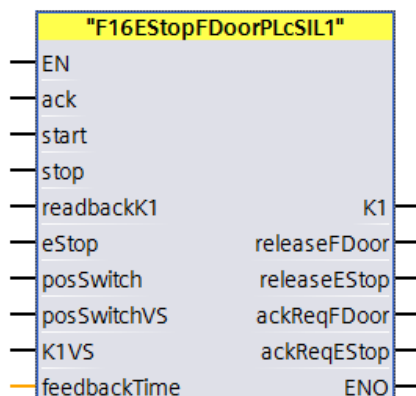 "F16EStopFDoorPLcSIL1"
EN
ack
start
stop
readbackK1 K1
eStop releaseFDoor
posSwitch releaseEStop
posSwitchVS ackReqFDoor
K1VS ackReqEStop
feedbackTime ENO